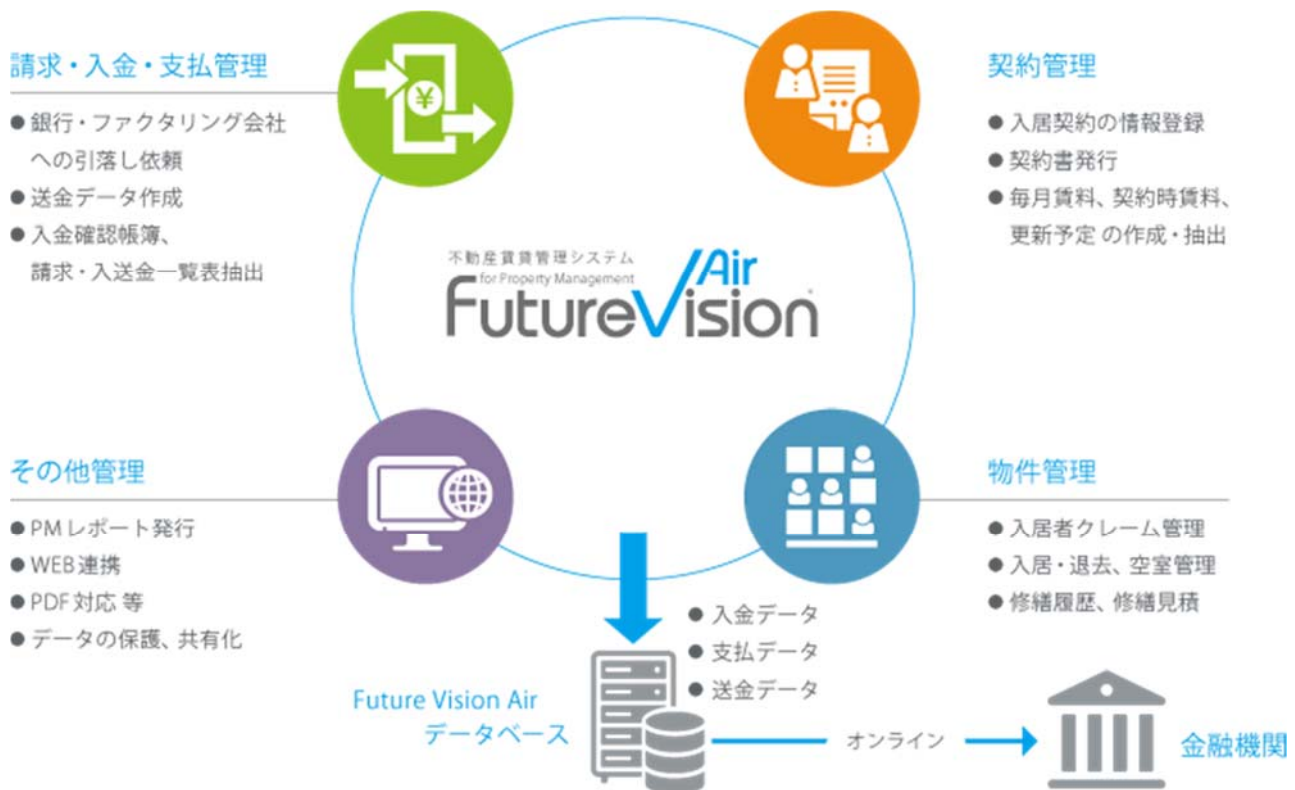 請求・入金・支払管理
● 銀行・ファクタリング会社
への引落し依頼
● 送金データ作成
● 入金確認帳簿、
請求・入送金一覧表抽出
¥
契約管理
● 入居契約の情報登録
● 契約書発行
● 毎月賃料、契約時賃料、
更新予定 の作成・抽出
不動産賃貸管理システム
for Property Management
Air
FutureVision
その他管理
● PMレポート発行
● WEB連携
● PDF対応 等
● データの保護、共有化
物件管理
● 入居者クレーム管理
● 入居・退去、空室管理
● 修繕履歴、修繕見積
● 入金データ
● 支払データ
● 送金データ
Future Vision Air
データベース
オンライン
金融機関